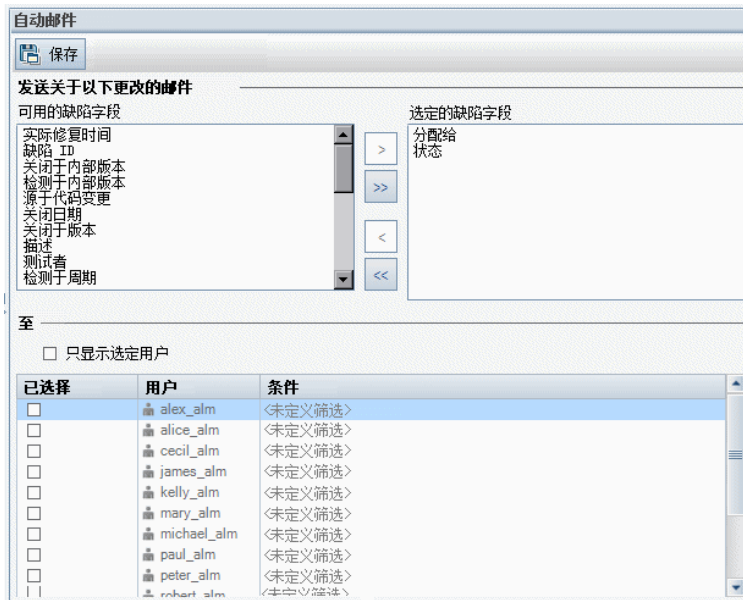 自动邮件
保存
发送关于以下更改的邮件
可用的缺陷字段
实际修复时间
缺陷 ID
关闭于内部版本
检测于内部版本
源于代码变更
关闭日期
关闭于版本
描述
测试者
检测于周期
>
>>
<
<<
选定的缺陷字段
分配给
状态
至
只显示选定用户
已选择 用户 条件
alex_alm <未定义筛选>
alice_alm <未定义筛选>
cecil_alm <未定义筛选>
james_alm <未定义筛选>
kelly_alm <未定义筛选>
mary_alm <未定义筛选>
michael_alm <未定义筛选>
paul_alm <未定义筛选>
peter_alm <未定义筛选>
robert_alm <未定义筛选>